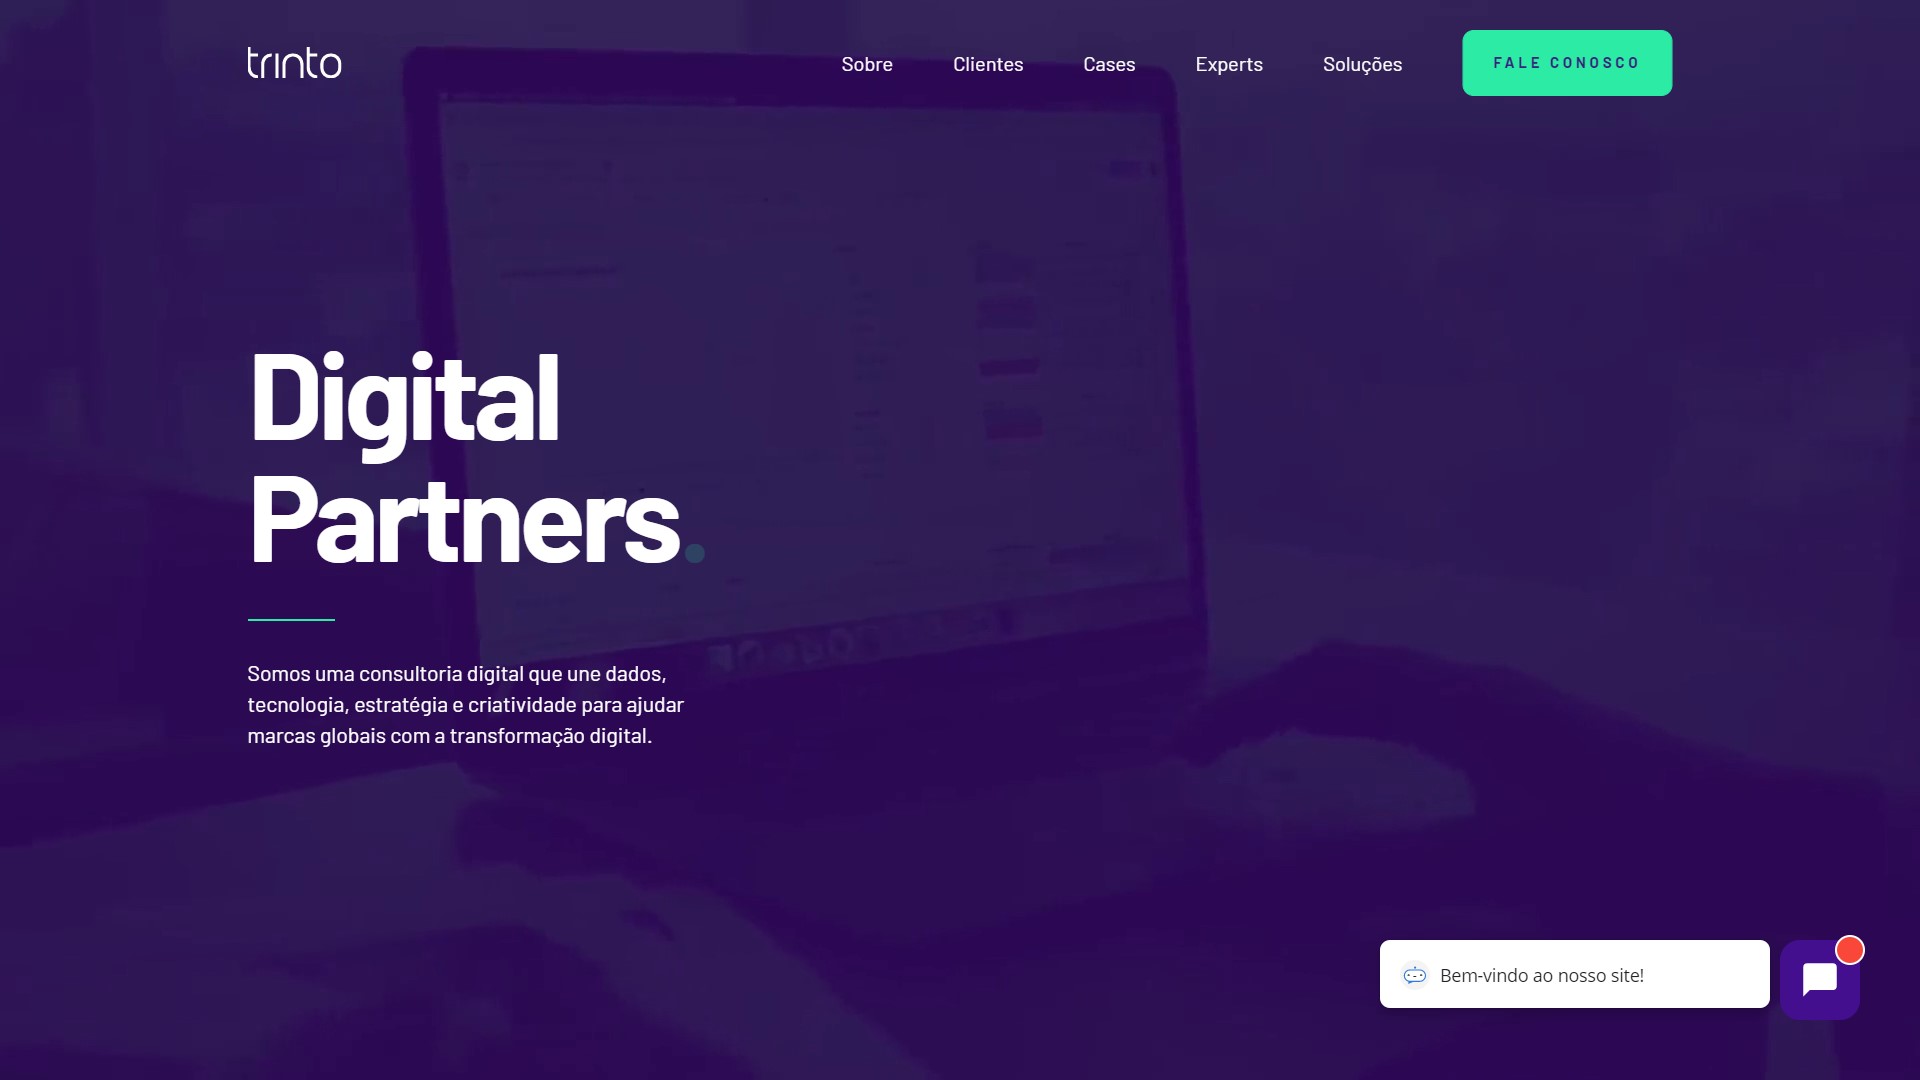 trinto
Sobre
Clientes
Cases
Experts
Soluções
FALE CONOSCO
Digital
Partners.
Somos uma consultoria digital que une dados,
tecnologia, estratégia e criatividade para ajudar
marcas globais com a transformação digital.
Bem-vindo ao nosso site!